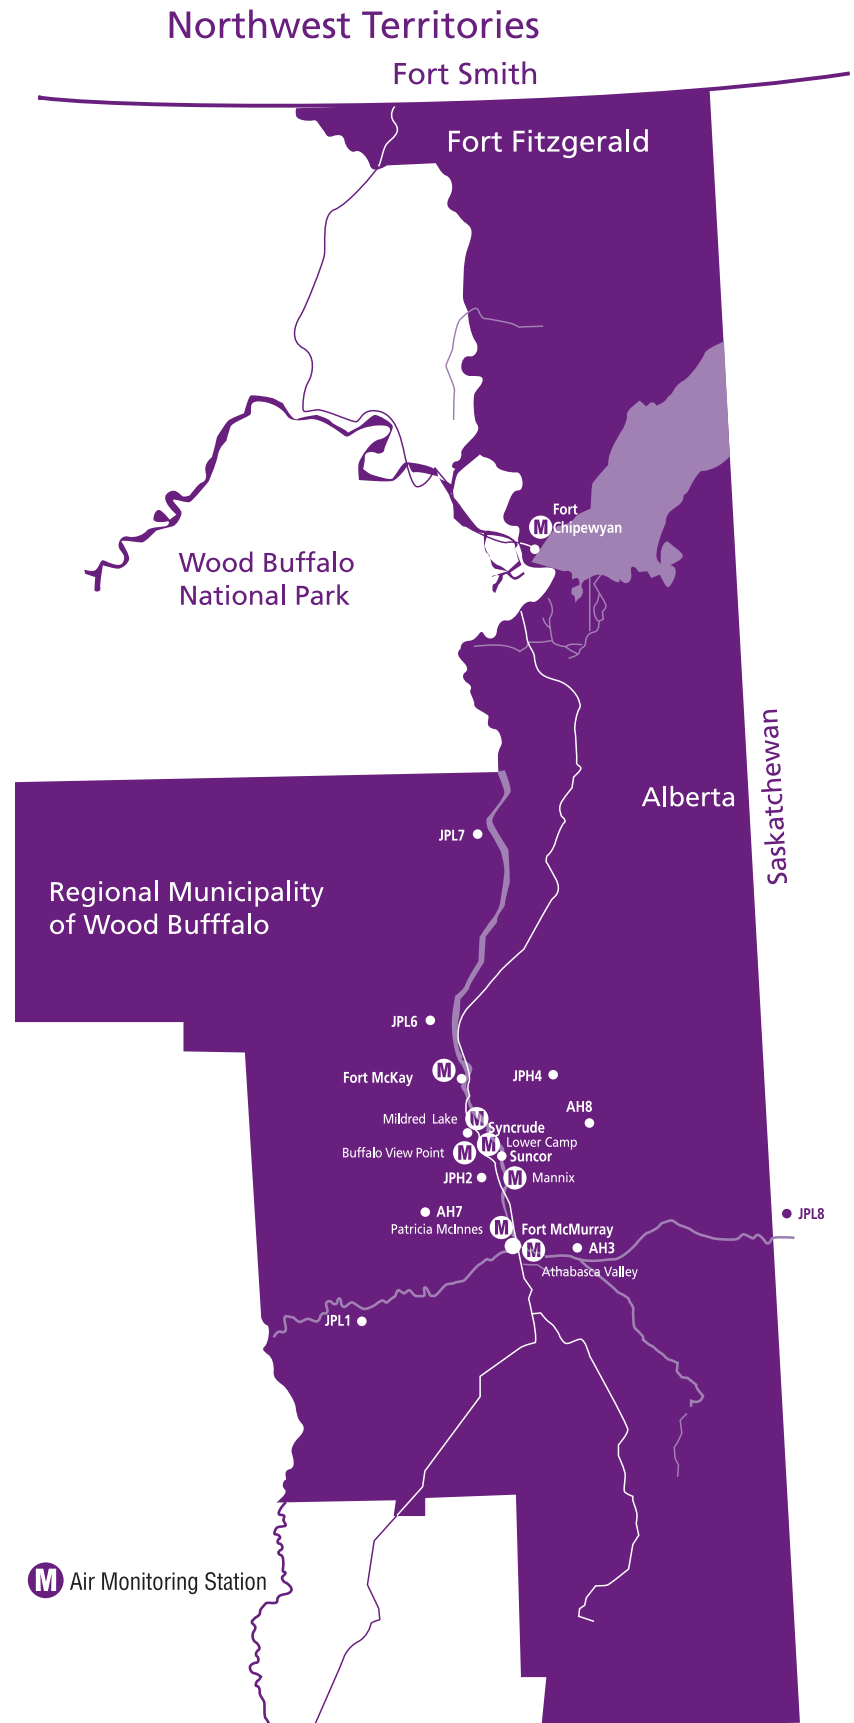 Northwest Territories
Fort Smith
Fort Fitzgerald
Fort
M Chipewyan
Wood Buffalo
National Park
Saskatchewan
Alberta
JPL7
Regional Municipality
of Wood Bufffalo
JPL6
M
Fort McKay
JPH4
AH8
Mildred Lake M
Syncrude
M Lower Camp
Buffalo View Point M
Suncor
JPH2
M Mannix
AH7
JPL8
Patricia McInnes M
Fort McMurray
M
AH3
Athabasca Valley
JPL1
M Air Monitoring Station